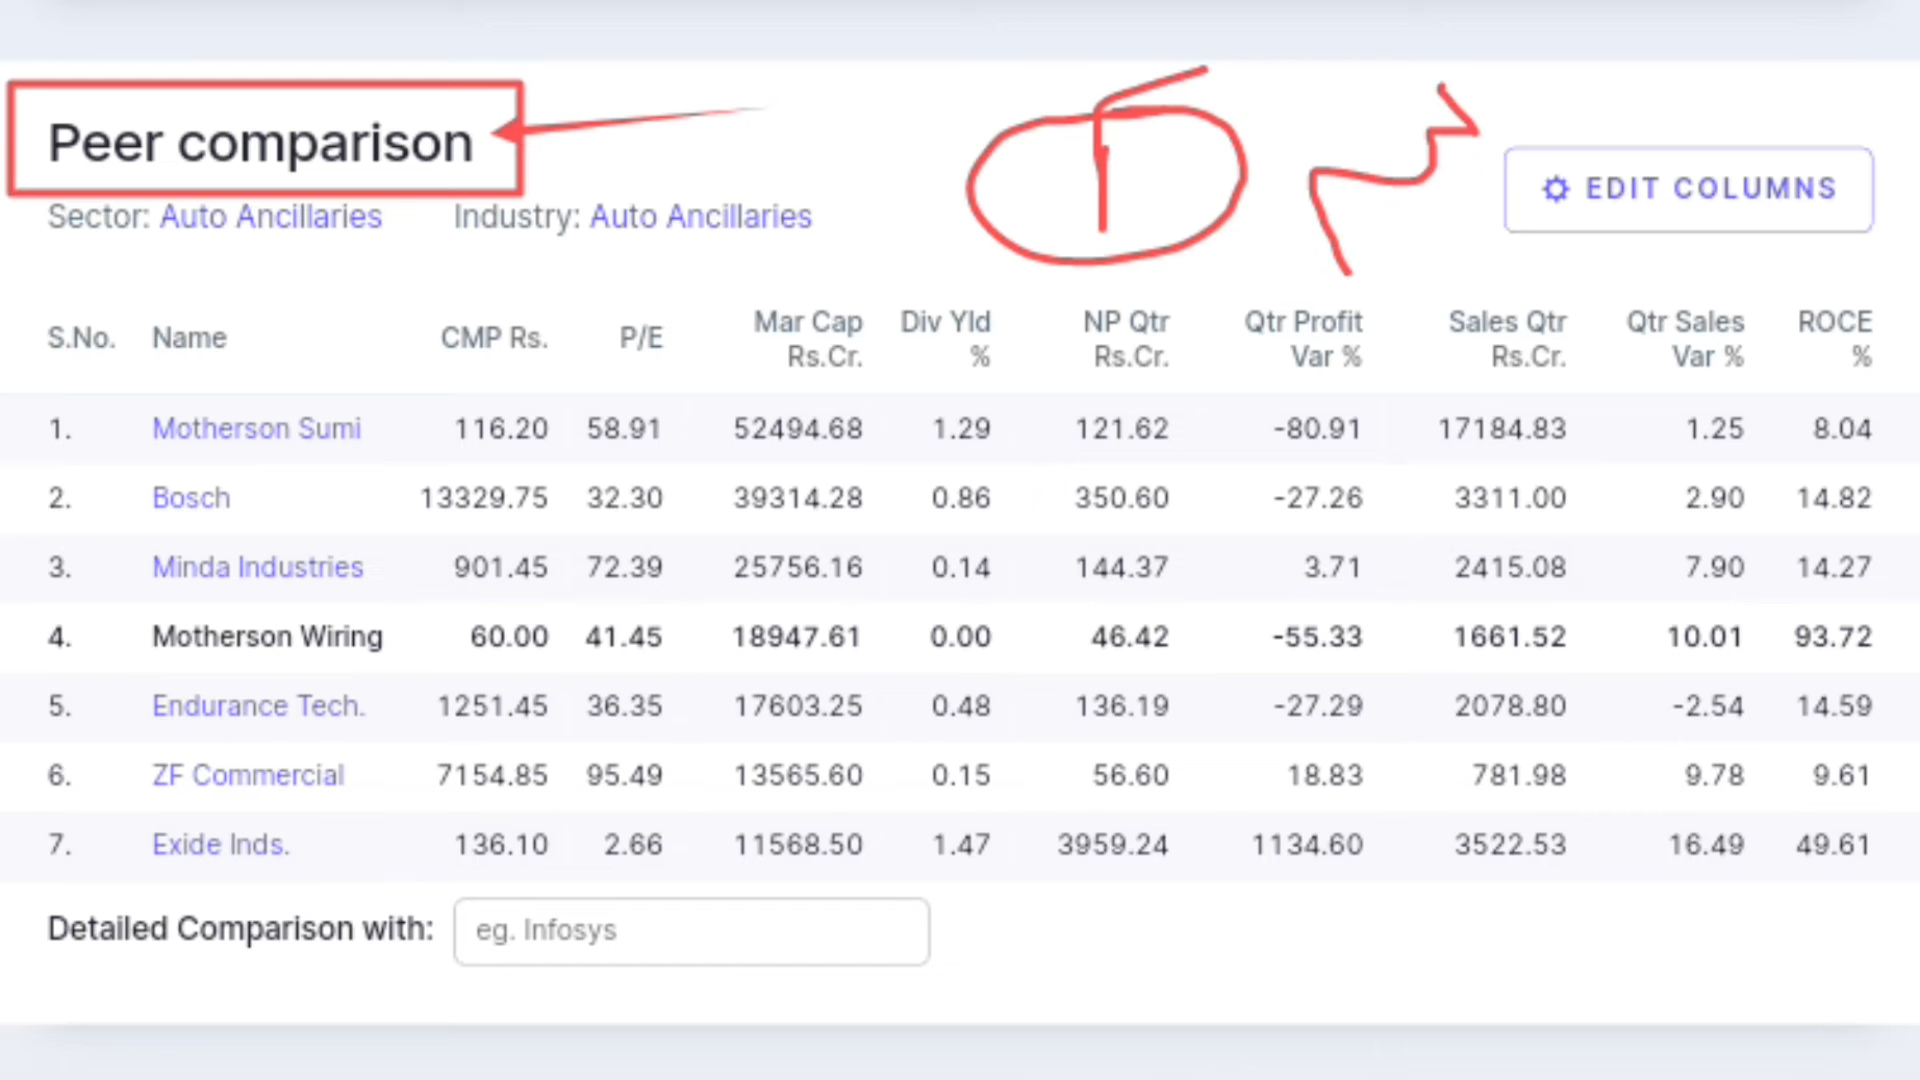 Peer comparison
Sector: Auto Ancillaries Industry: Auto Ancillaries
EDIT COLUMNS
S.No. Name CMP Rs. P/E Mar Cap Rs.Cr. Div Yld % NP Qtr Rs.Cr. Qtr Profit Var % Sales Qtr Rs.Cr. Qtr Sales Var % ROCE %
1. Motherson Sumi 116.20 58.91 52494.68 1.29 121.62 -80.91 17184.83 1.25 8.04
2. Bosch 13329.75 32.30 39314.28 0.86 350.60 -27.26 3311.00 2.90 14.82
3. Minda Industries 901.45 72.39 25756.16 0.14 144.37 3.71 2415.08 7.90 14.27
4. Motherson Wiring 60.00 41.45 18947.61 0.00 46.42 -55.33 1661.52 10.01 93.72
5. Endurance Tech. 1251.45 36.35 17603.25 0.48 136.19 -27.29 2078.80 -2.54 14.59
6. ZF Commercial 7154.85 95.49 13565.60 0.15 56.60 18.83 781.98 9.78 9.61
7. Exide Inds. 136.10 2.66 11568.50 1.47 3959.24 1134.60 3522.53 16.49 49.61
Detailed Comparison with: eg. Infosys